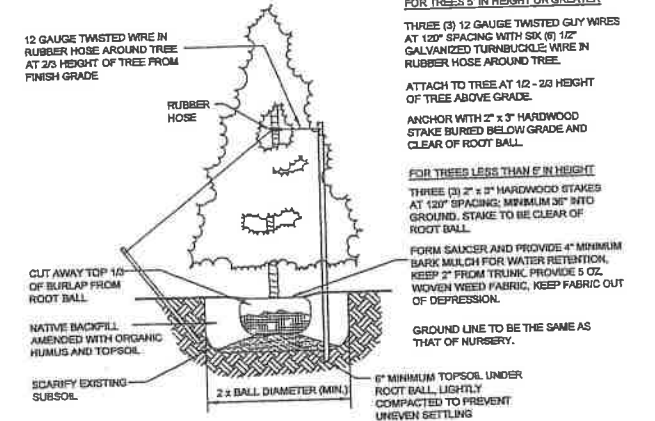 FOR TREES 5' IN HEIGHT OR GREATER
THREE (3) 12 GAUGE TWISTED GUY WIRES
AT 120° SPACING WITH SIX (6) 1/2"
GALVANIZED TURNBUCKLE; WIRE IN
RUBBER HOSE AROUND TREE.
ATTACH TO TREE AT 1/2 - 2/3 HEIGHT
OF TREE ABOVE GRADE.
ANCHOR WITH 2" x 3" HARDWOOD
STAKE BURIED BELOW GRADE AND
CLEAR OF ROOT BALL.
FOR TREES LESS THAN 5' IN HEIGHT
THREE (3) 2" x 3" HARDWOOD STAKES
AT 120° SPACING; MINIMUM 36" INTO
GROUND. STAKE TO BE CLEAR OF
ROOT BALL.
FORM SAUCER AND PROVIDE 4" MINIMUM
BARK MULCH FOR WATER RETENTION,
KEEP 2" FROM TRUNK. PROVIDE 5 OZ.
WOVEN WEED FABRIC, KEEP FABRIC OUT
OF DEPRESSION.
GROUND LINE TO BE THE SAME AS
THAT OF NURSERY.
6" MINIMUM TOPSOIL UNDER
ROOT BALL, LIGHTLY
COMPACTED TO PREVENT
UNEVEN SETTLING
12 GAUGE TWISTED WIRE IN
RUBBER HOSE AROUND TREE
AT 2/3 HEIGHT OF TREE FROM
FINISH GRADE
RUBBER
HOSE
CUT AWAY TOP 1/3
OF BURLAP FROM
ROOT BALL
NATIVE BACKFILL
AMENDED WITH ORGANIC
HUMUS AND TOPSOIL
SCARIFY EXISTING
SUBSOIL
2 x BALL DIAMETER (MIN.)